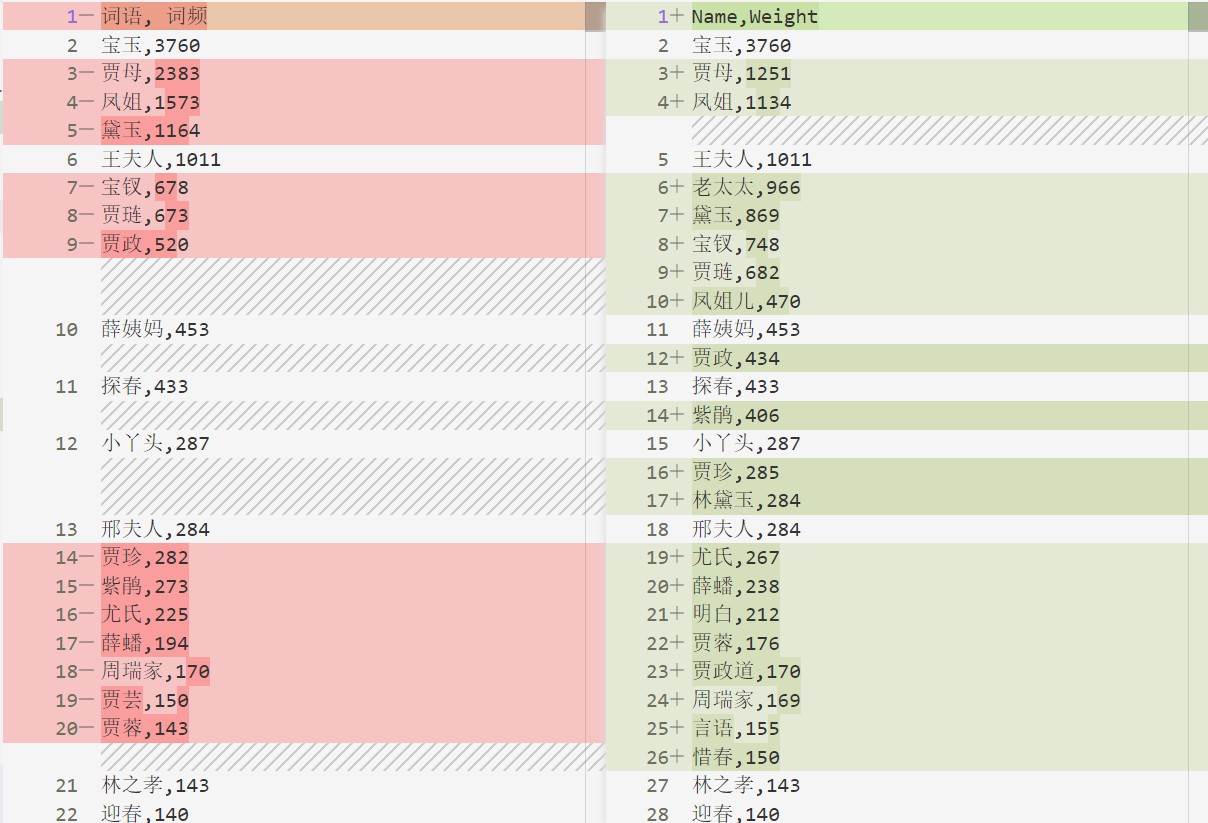 1— 词语, 词频
2 宝玉,3760
3— 贾母,2383
4— 凤姐,1573
5— 黛玉,1164
6 王夫人,1011
7— 宝钗,678
8— 贾琏,673
9— 贾政,520
10 薛姨妈,453
11 探春,433
12 小丫头,287
13 邢夫人,284
14— 贾珍,282
15— 紫鹃,273
16— 尤氏,225
17— 薛蟠,194
18— 周瑞家,170
19— 贾芸,150
20— 贾蓉,143
21 林之孝,143
22 迎春,140
1+ Name,Weight
2 宝玉,3760
3+ 贾母,1251
4+ 凤姐,1134
5 王夫人,1011
6+ 老太太,966
7+ 黛玉,869
8+ 宝钗,748
9+ 贾琏,682
10+ 凤姐儿,470
11 薛姨妈,453
12+ 贾政,434
13 探春,433
14+ 紫鹃,406
15 小丫头,287
16+ 贾珍,285
17+ 林黛玉,284
18 邢夫人,284
19+ 尤氏,267
20+ 薛蟠,238
21+ 明白,212
22+ 贾蓉,176
23+ 贾政道,170
24+ 周瑞家,169
25+ 言语,155
26+ 惜春,150
27 林之孝,143
28 迎春,140